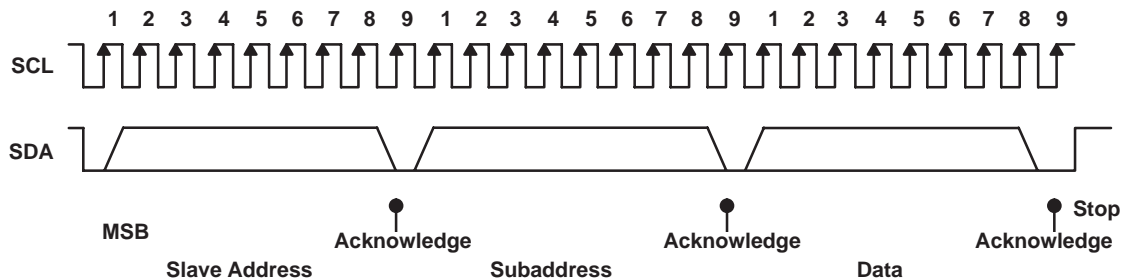 1 2 3 4 5 6 7 8 9 1 2 3 4 5 6 7 8 9 1 2 3 4 5 6 7 8 9
SCL
SDA
Stop
MSB
Acknowledge Acknowledge Acknowledge
Slave Address Subaddress Data